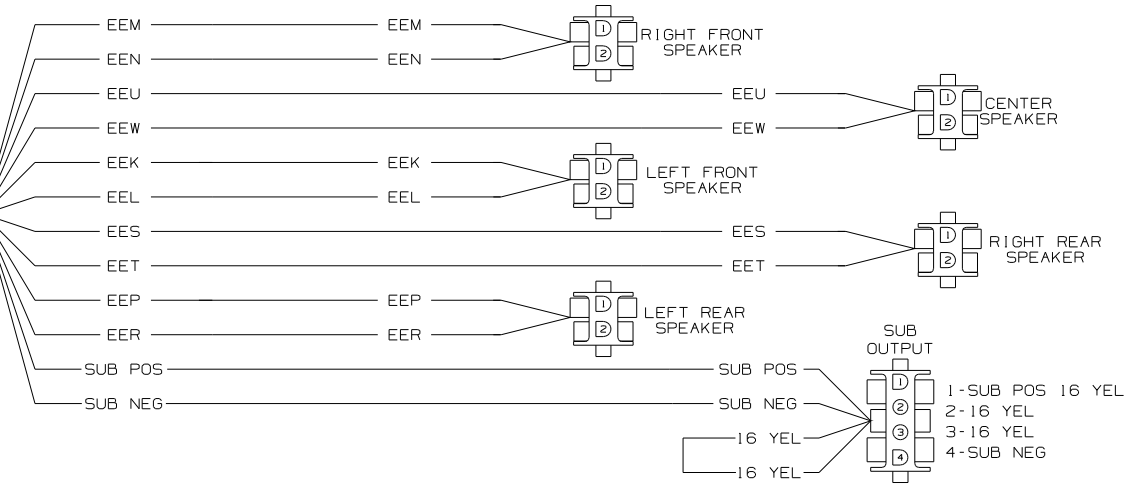 EEM EEM
1
RIGHT FRONT
SPEAKER
EEN EEN
2
EEU EEU
1
CENTER
SPEAKER
EEW EEW
2
EEK EEK
1
LEFT FRONT
SPEAKER
EEL EEL
2
EES EES
1
RIGHT REAR
SPEAKER
EET EET
2
EEP EEP
1
LEFT REAR
SPEAKER
EER EER
2
SUB
OUTPUT
SUB POS SUB POS
SUB NEG SUB NEG
16 YEL
16 YEL
1
2
3
4
1-SUB POS 16 YEL
2-16 YEL
3-16 YEL
4-SUB NEG